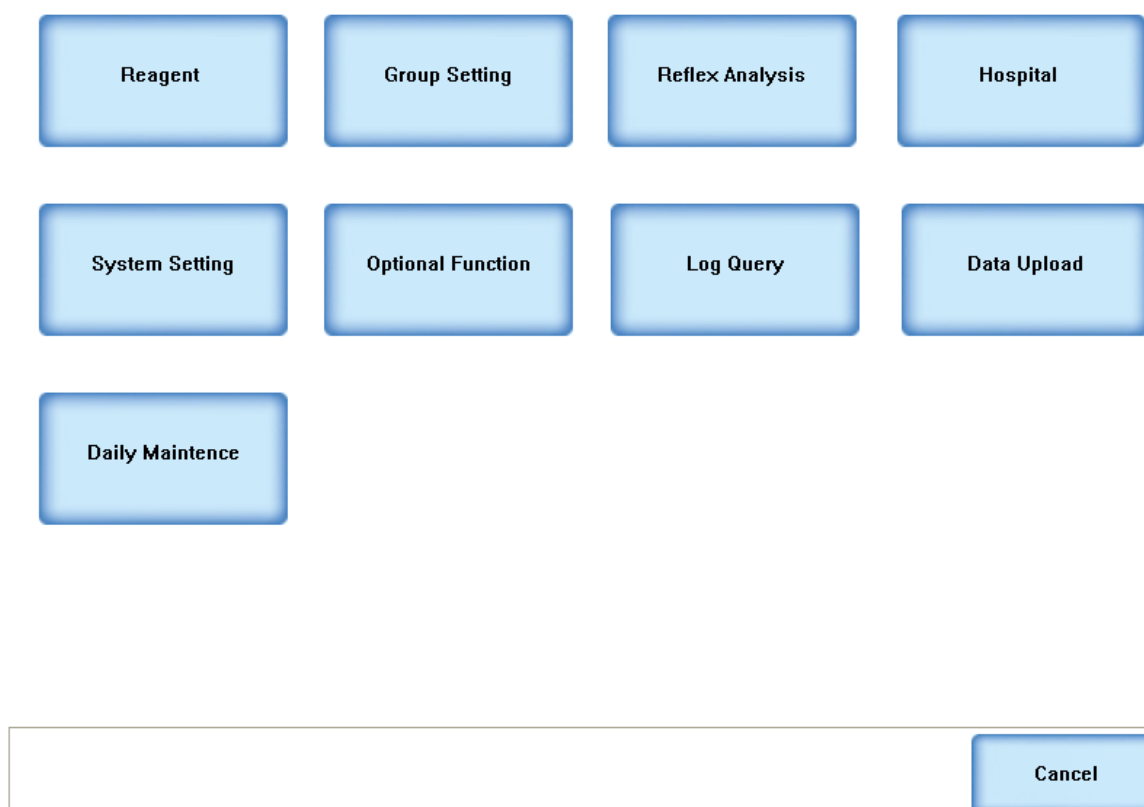 Reagent
Group Setting
Reflex Analysis
Hospital
System Setting
Optional Function
Log Query
Data Upload
Daily Maintence
Cancel